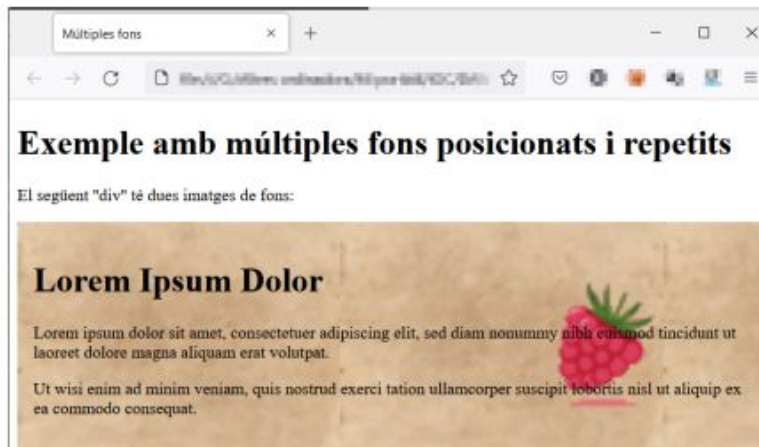 Múltiples fons
Exemple amb múltiples fons posicionats i repetits
El següent "div" té dues imatges de fons:
Lorem Ipsum Dolor
Lorem ipsum dolor sit amet, consectetuer adipiscing elit, sed diam nonummy nibh euismod tincidunt ut
laoreet dolore magna aliquam erat volutpat.
Ut wisi enim ad minim veniam, quis nostrud exerci tation ullamcorper suscipit lobortis nisl ut aliquip ex
ea commodo consequat.